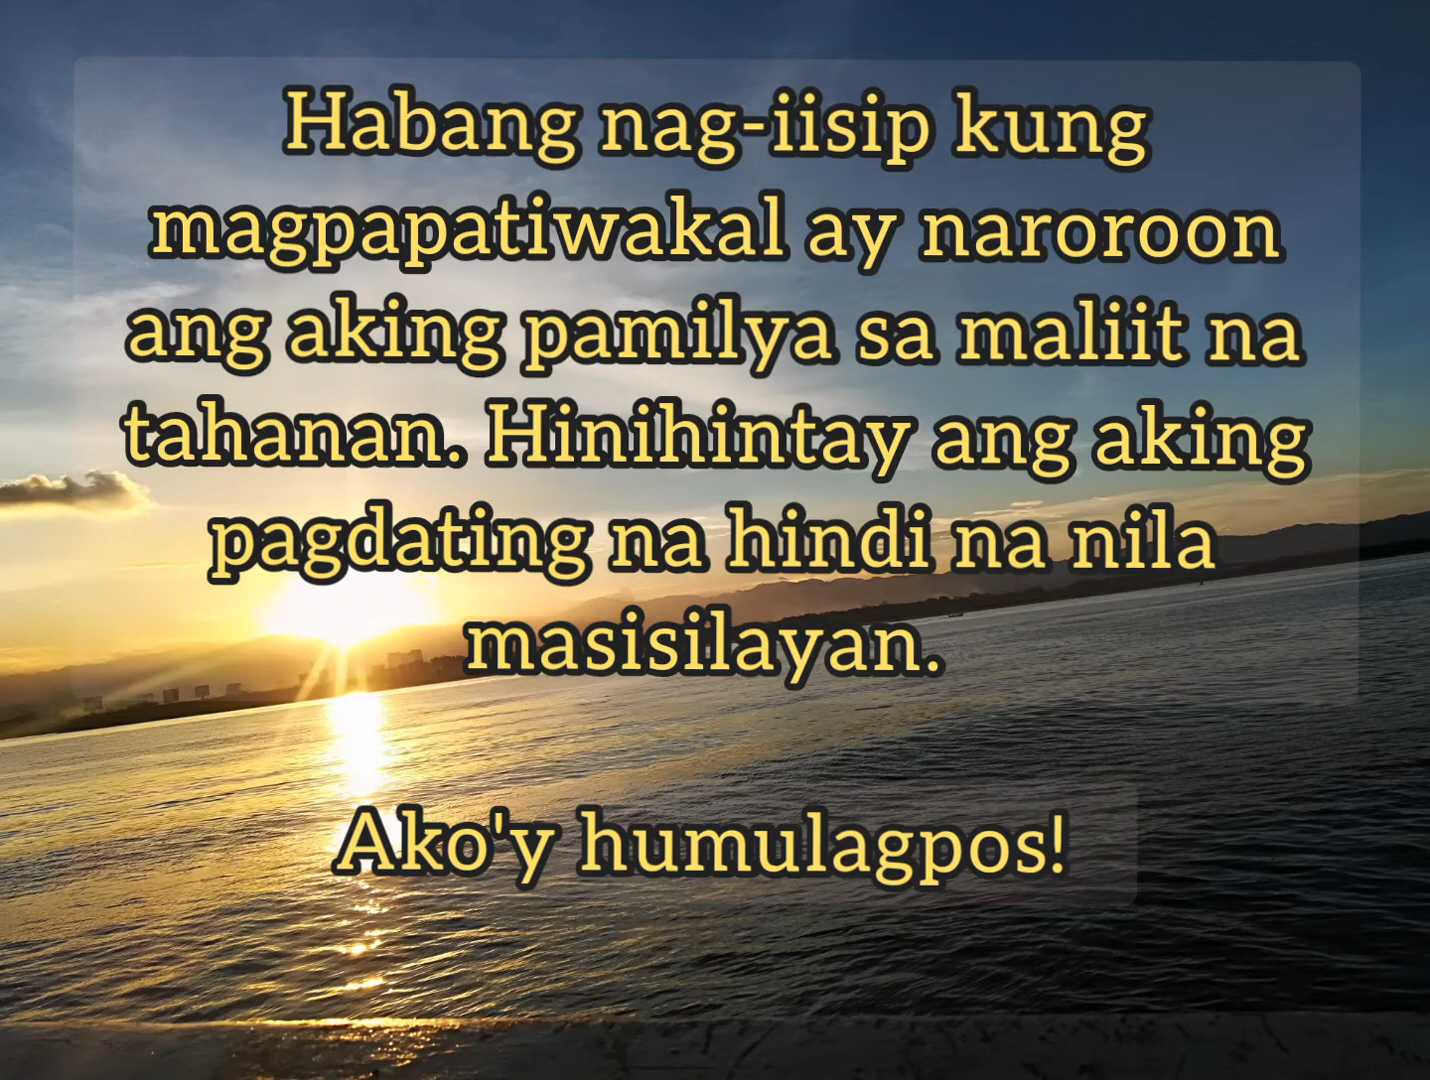 Habang nag-iisip kung
magpapatiwakal ay naroroon
ang aking pamilya sa maliit na
tahanan. Hinihintay ang aking
pagdating na hindi na nila
masisilayan.
Ako'y humulagpos!